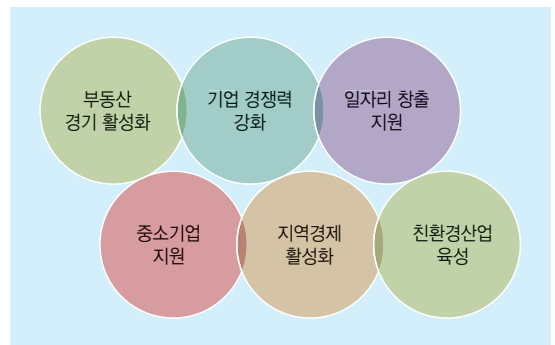 부동산
경기 활성화
기업 경쟁력
강화
일자리 창출
지원
중소기업
지원
지역경제
활성화
친환경산업
육성